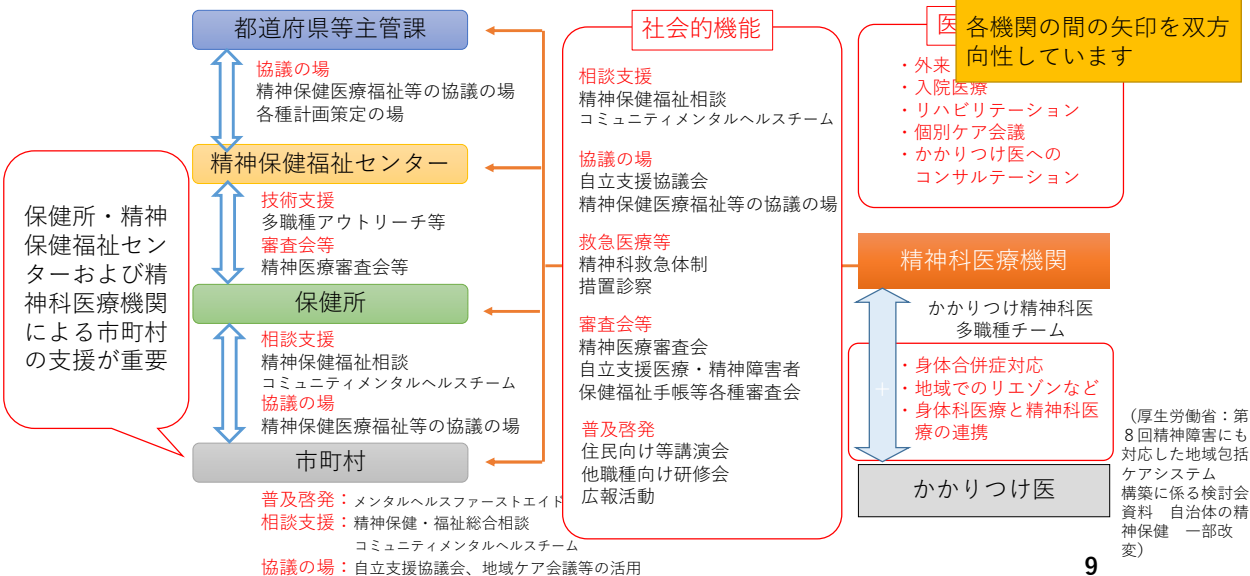 都道府県等主管課
協議の場
精神保健医療福祉等の協議の場
各種計画策定の場
精神保健福祉センター
技術支援
多職種アウトリーチ等
審査会等
精神医療審査会等
保健所
相談支援
精神保健福祉相談
コミュニティメンタルヘルスチーム
協議の場
精神保健医療福祉等の協議の場
市町村
普及啓発：メンタルヘルスファーストエイド
相談支援：精神保健・福祉総合相談
コミュニティメンタルヘルスチーム
協議の場：自立支援協議会、地域ケア会議等の活用
保健所・精神
保健福祉セン
ターおよび精
神科医療機関
による市町村
の支援が重要
社会的機能
相談支援
精神保健福祉相談
コミュニティメンタルヘルスチーム
協議の場
自立支援協議会
精神保健医療福祉等の協議の場
救急医療等
精神科救急体制
措置診察
審査会等
精神医療審査会
自立支援医療・精神障害者
保健福祉手帳等各種審査会
普及啓発
住民向け等講演会
他職種向け研修会
広報活動
医
各機関の間の矢印を双方
向性しています
・外来
・入院医療
・リハビリテーション
・個別ケア会議
・かかりつけ医への
コンサルテーション
精神科医療機関
かかりつけ精神科医
多職種チーム
+
・身体合併症対応
・地域でのリエゾンなど
・身体科医療と精神科医
療の連携
かかりつけ医
（厚生労働省：第
８回精神障害にも
対応した地域包括
ケアシステム
構築に係る検討会
資料　自治体の精
神保健　一部改
変）
9